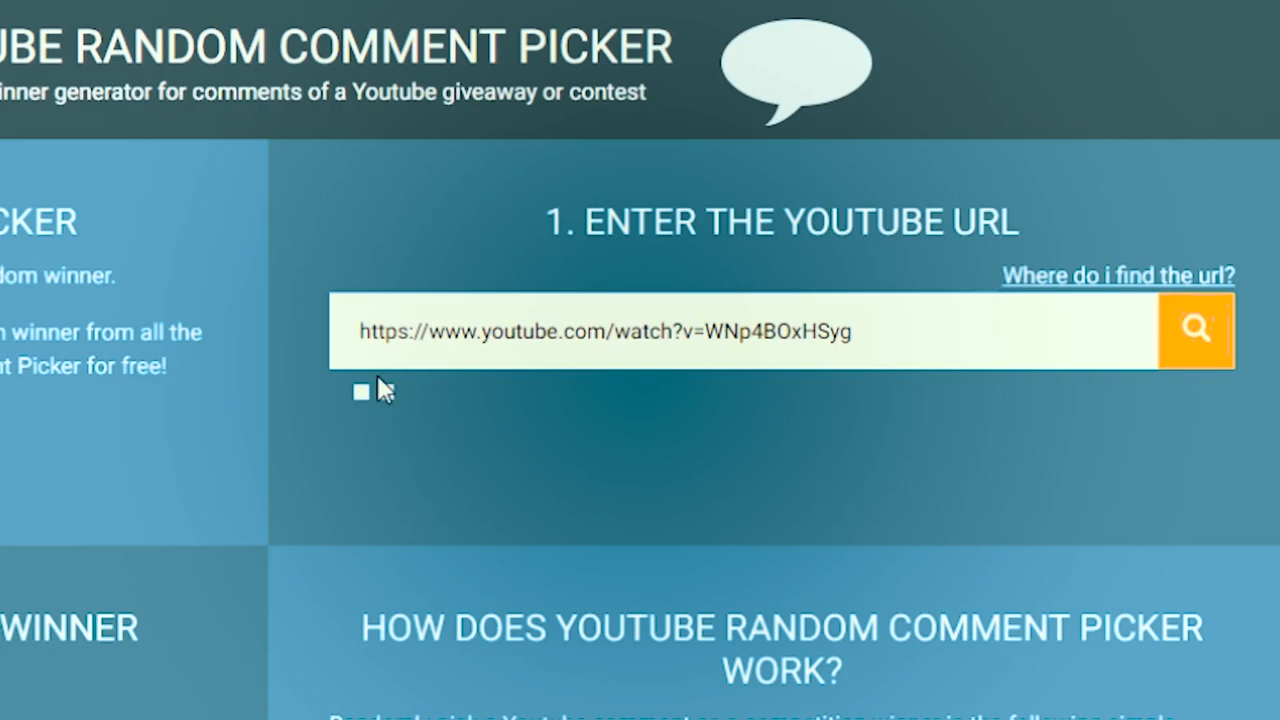 UBE RANDOM COMMENT PICKER
inner generator for comments of a Youtube giveaway or contest
CKER
dom winner.
n winner from all the
t Picker for free!
1. ENTER THE YOUTUBE URL
Where do i find the url?
https://www.youtube.com/watch?v=WNp4BOxHSyg
WINNER
HOW DOES YOUTUBE RANDOM COMMENT PICKER
WORK?